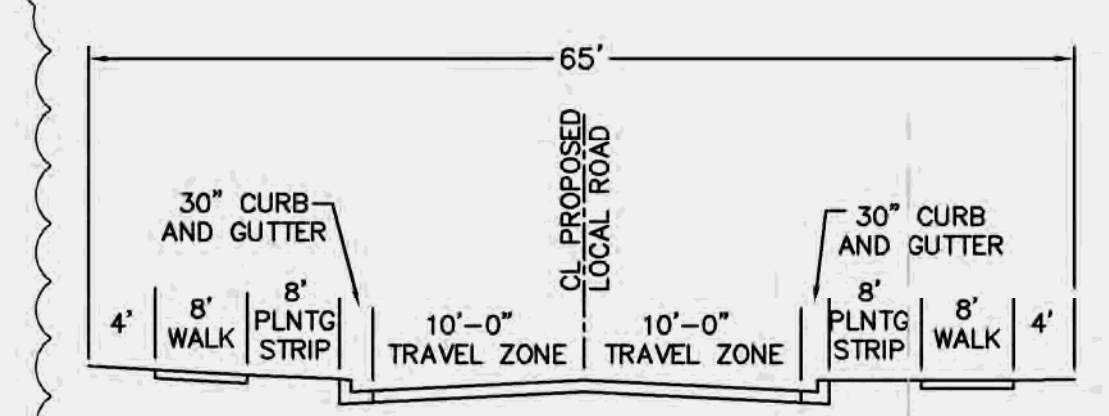 65'
CL PROPOSED
LOCAL ROAD
30" CURB
AND GUTTER
30" CURB
AND GUTTER
4'
8'
WALK
8'
PLNTG
STRIP
10'-0"
TRAVEL ZONE
10'-0"
TRAVEL ZONE
8'
PLNTG
STRIP
8'
WALK
4'